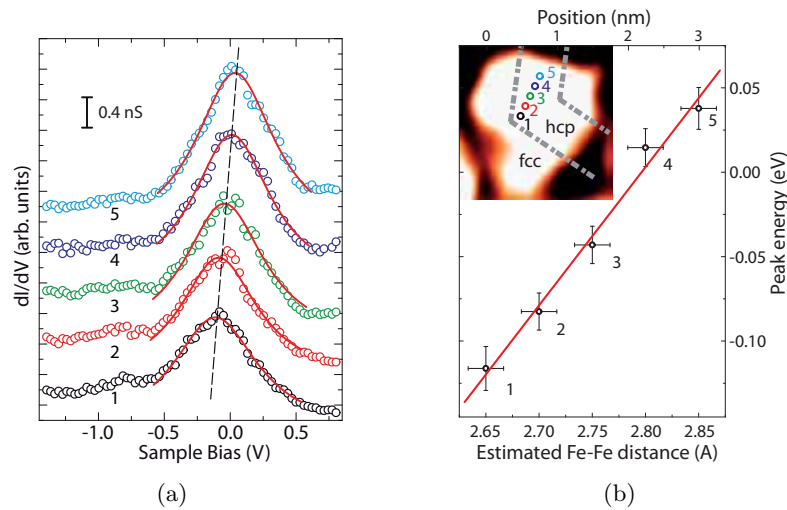 (a)
0.4 nS
5
4
3
2
1
dI/dV (arb. units)
-1.0 -0.5 0.0 0.5
Sample Bias (V)
(a)
(b)
Position (nm)
0 1 2 3
5
4
3
2
1
hcp
fcc
5
4
3
2
1
0.05
0.00
-0.05
-0.10
Peak energy (eV)
2.65 2.70 2.75 2.80 2.85
Estimated Fe-Fe distance (A)
(b)